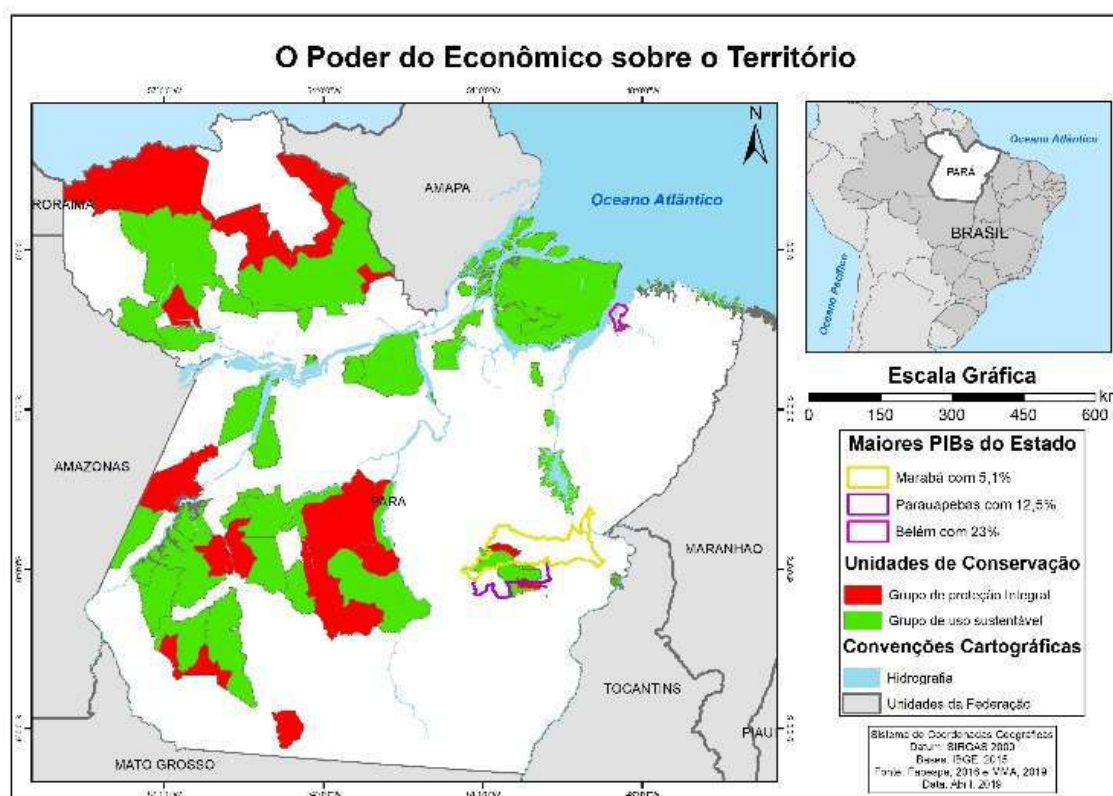 O Poder do Econômico sobre o Território
N
RORAIMA
AMAPA
Oceano Atlântico
AMAZONAS
PARA
MARANHAO
TOCANTINS
PIAU
MATO GROSSO
Oceano Atlântico
PARÁ
BRASIL
Oceano Pacífico
Escala Gráfica
km
0 150 300 450 600
Maiores PIBs do Estado
Marabá com 5,1%
Parauapebas com 12,5%
Belém com 23%
Unidades de Conservação
Grupo de proteção Integral
Grupo de uso sustentável
Convenções Cartográficas
Hidrografia
Unidades da Federação
Sistema de Coordenadas Geográficas
Datum: SIRGAS 2000
Bases: IBGE, 2015
Fonte: Fapespa, 2016 e MMA, 2019
Data: Abril, 2019